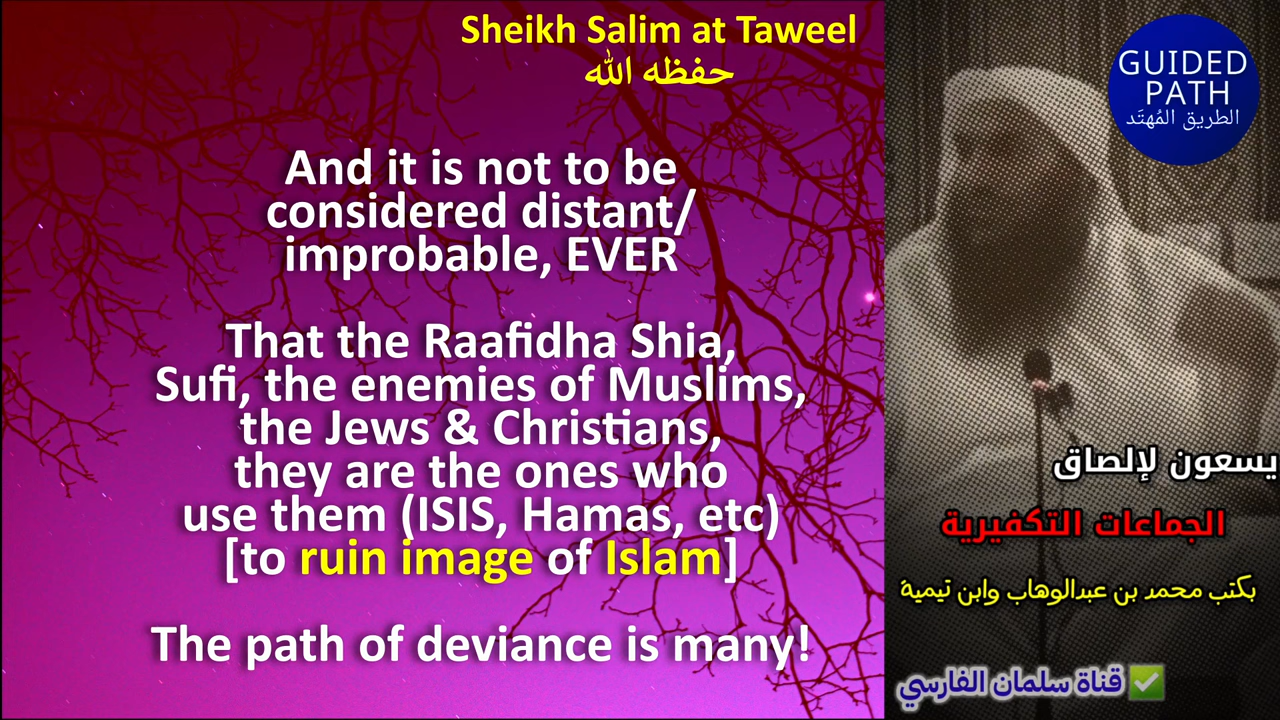 Sheikh Salim at Taweel
حفظه الله
And it is not to be
considered distant/
improbable, EVER
That the Raafidha Shia,
Sufi, the enemies of Muslims,
the Jews & Christians,
they are the ones who
use them (ISIS, Hamas, etc)
[to ruin image of Islam]
The path of deviance is many!
GUIDED
PATH
الطريق المُهتَد
يسعون لإلصاق
الجماعات التكفيرية
بكتب محمد بن عبدالوهاب وابن تيمية
قناة سلمان الفارسي